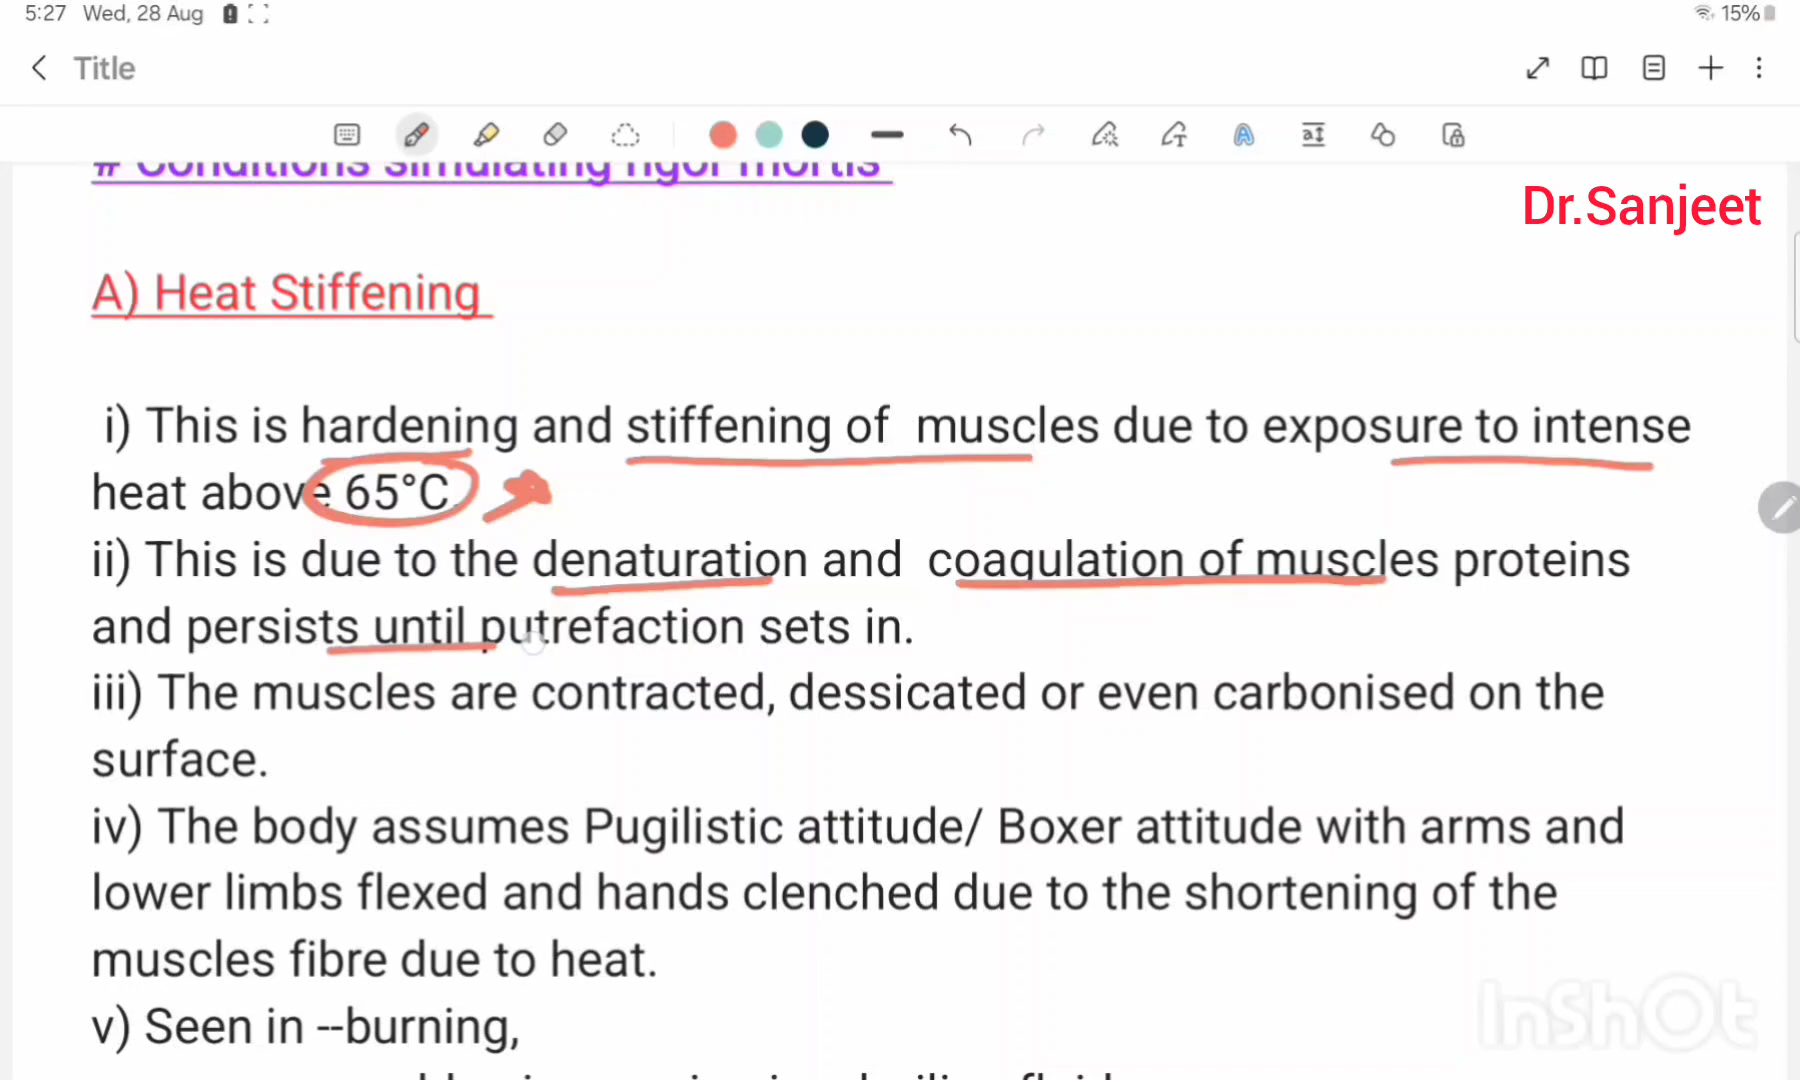 5:27 Wed, 28 Aug
15%
Title
# Conditions simulating rigor mortis
Dr.Sanjeet
A) Heat Stiffening
i) This is hardening and stiffening of muscles due to exposure to intense
heat above 65°C.
ii) This is due to the denaturation and coagulation of muscles proteins
and persists until putrefaction sets in.
iii) The muscles are contracted, dessicated or even carbonised on the
surface.
iv) The body assumes Pugilistic attitude/ Boxer attitude with arms and
lower limbs flexed and hands clenched due to the shortening of the
muscles fibre due to heat.
v) Seen in --burning,
InShOt